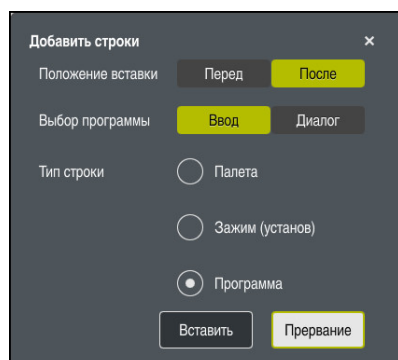 Добавить строки ×
Положение вставки Перед После
Выбор программы Ввод Диалог
Тип строки Палета
Зажим (установ)
Программа
Вставить Прервание